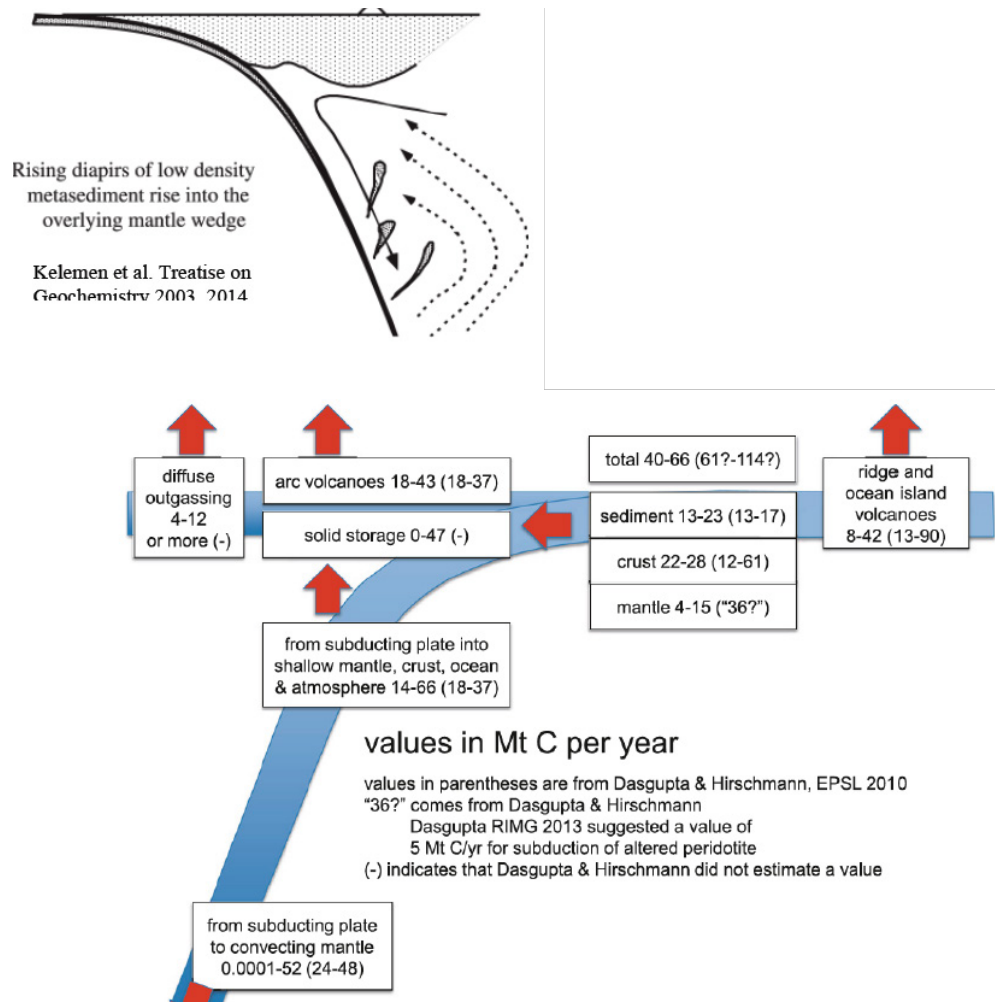 Rising diapirs of low density
metasediment rise into the
overlying mantle wedge
Kelemen et al. Treatise on
Geochemistry 2003, 2014
diffuse
outgassing
4-12
or more (-)
arc volcanoes 18-43 (18-37)
solid storage 0-47 (-)
total 40-66 (61?-114?)
sediment 13-23 (13-17)
crust 22-28 (12-61)
mantle 4-15 (“36?”)
ridge and
ocean island
volcanoes
8-42 (13-90)
from subducting plate into
shallow mantle, crust, ocean
& atmosphere 14-66 (18-37)
values in Mt C per year
values in parentheses are from Dasgupta & Hirschmann, EPSL 2010
“36?” comes from Dasgupta & Hirschmann
Dasgupta RIMG 2013 suggested a value of
5 Mt C/yr for subduction of altered peridotite
(-) indicates that Dasgupta & Hirschmann did not estimate a value
from subducting plate
to convecting mantle
0.0001-52 (24-48)